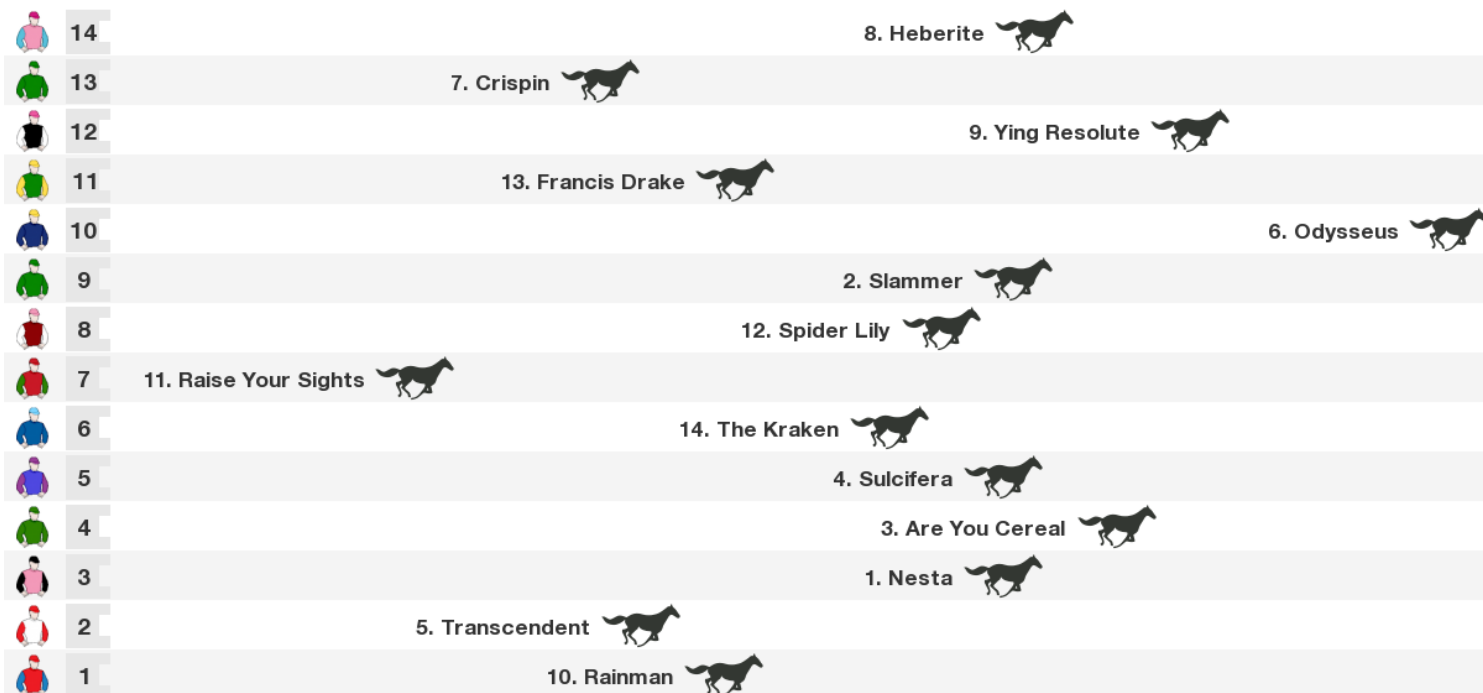 14 8. Heberite
13 7. Crispin
12 9. Ying Resolute
11 13. Francis Drake
10 6. Odysseus
9 2. Slammer
8 12. Spider Lily
7 11. Raise Your Sights
6 14. The Kraken
5 4. Sulcifera
4 3. Are You Cereal
3 1. Nesta
2 5. Transcendent
1 10. Rainman